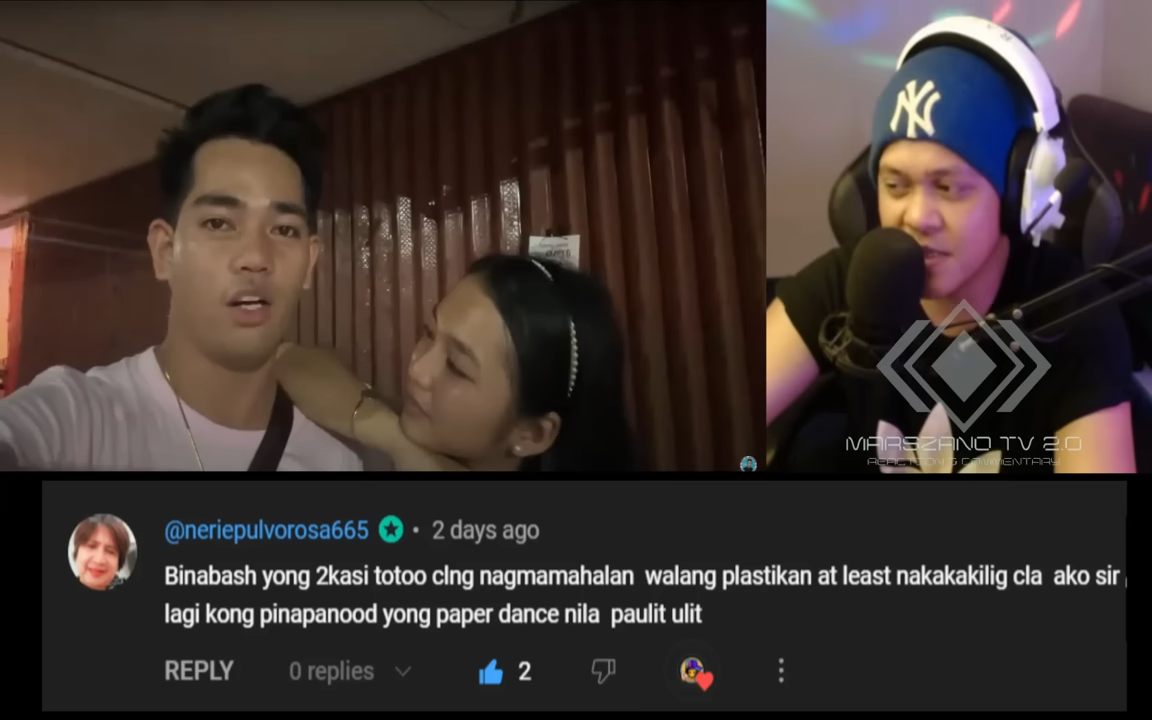 NY
MARSZANO TV 2.0
REACTION & COMMENTARY
@neriepulvorosa665 • 2 days ago
Binabash yong 2kasi totoo clng nagmamahalan walang plastikan at least nakakakilig cla ako sir
lagi kong pinapanood yong paper dance nila paulit ulit
REPLY 0 replies 2